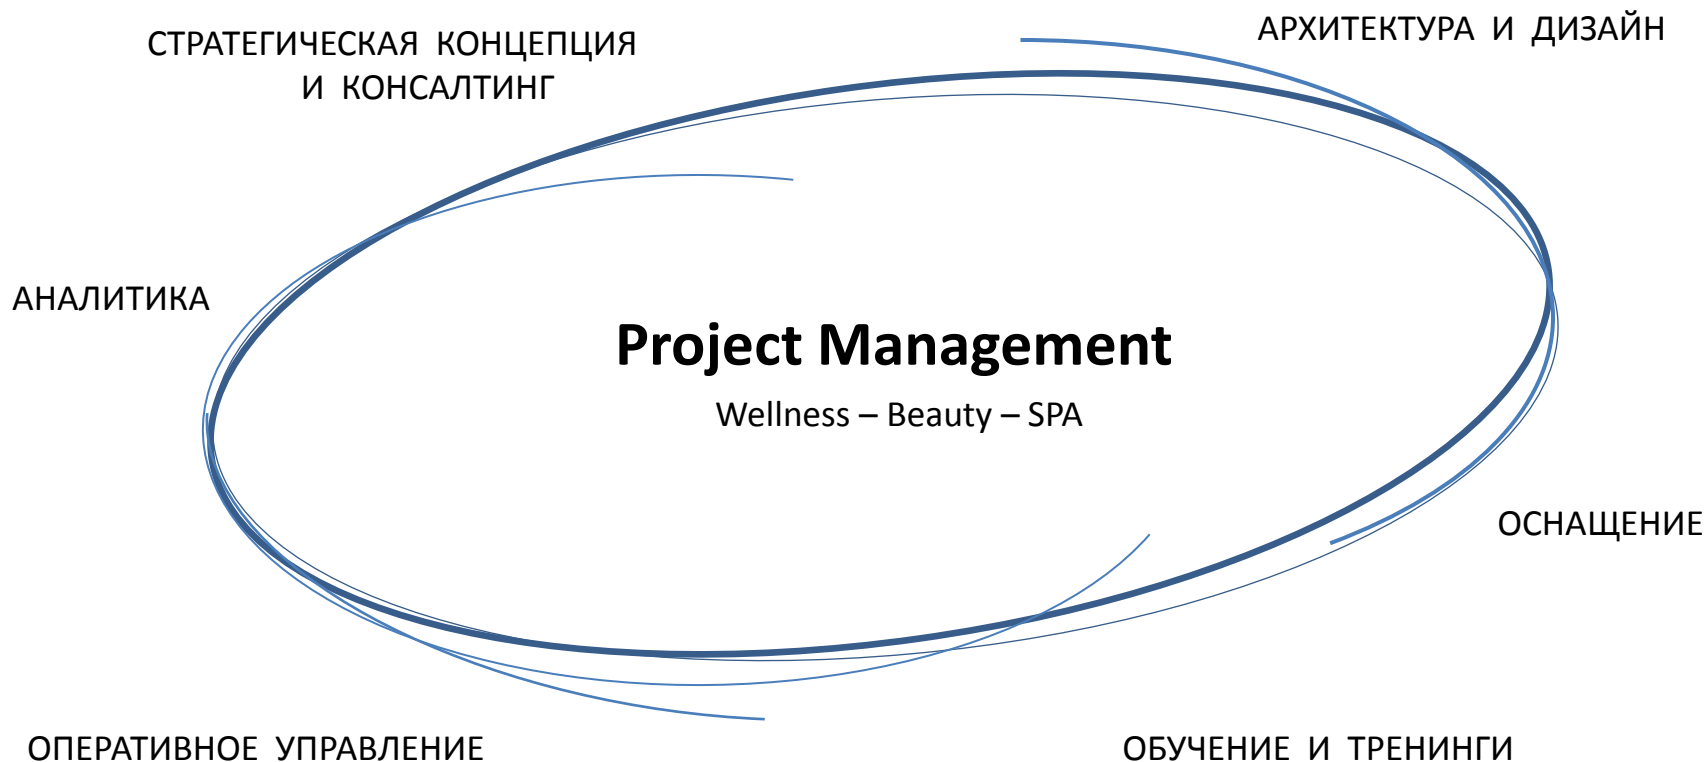 СТРАТЕГИЧЕСКАЯ КОНЦЕПЦИЯ
И КОНСАЛТИНГ
АРХИТЕКТУРА И ДИЗАЙН
АНАЛИТИКА
Project Management
Wellness – Beauty – SPA
ОСНАЩЕНИЕ
ОПЕРАТИВНОЕ УПРАВЛЕНИЕ
ОБУЧЕНИЕ И ТРЕНИНГИ